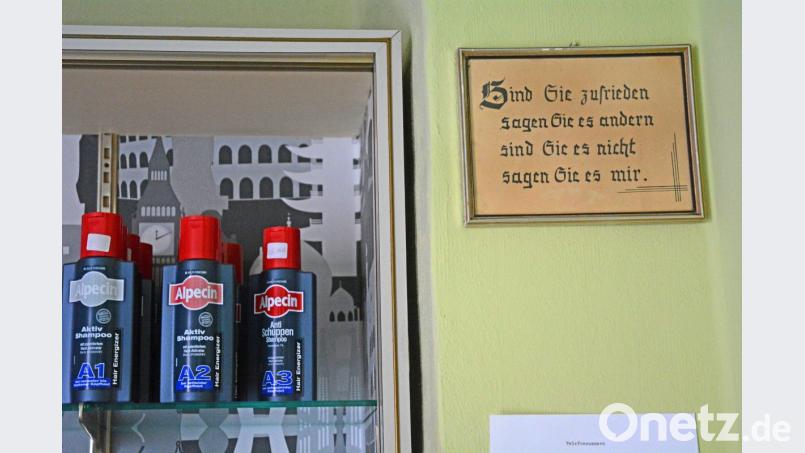 Sind Sie zufrieden
sagen Sie es andern
sind Sie es nicht
sagen Sie es mir.
Alpecin
Aktiv
Shampoo
Hair Energizer
A1
Alpecin
Aktiv
Shampoo
Hair Energizer
A2
Alpecin
Anti
Schuppen
Shampoo
Hair Energizer
A3
Telefonnummern
Onetz.de